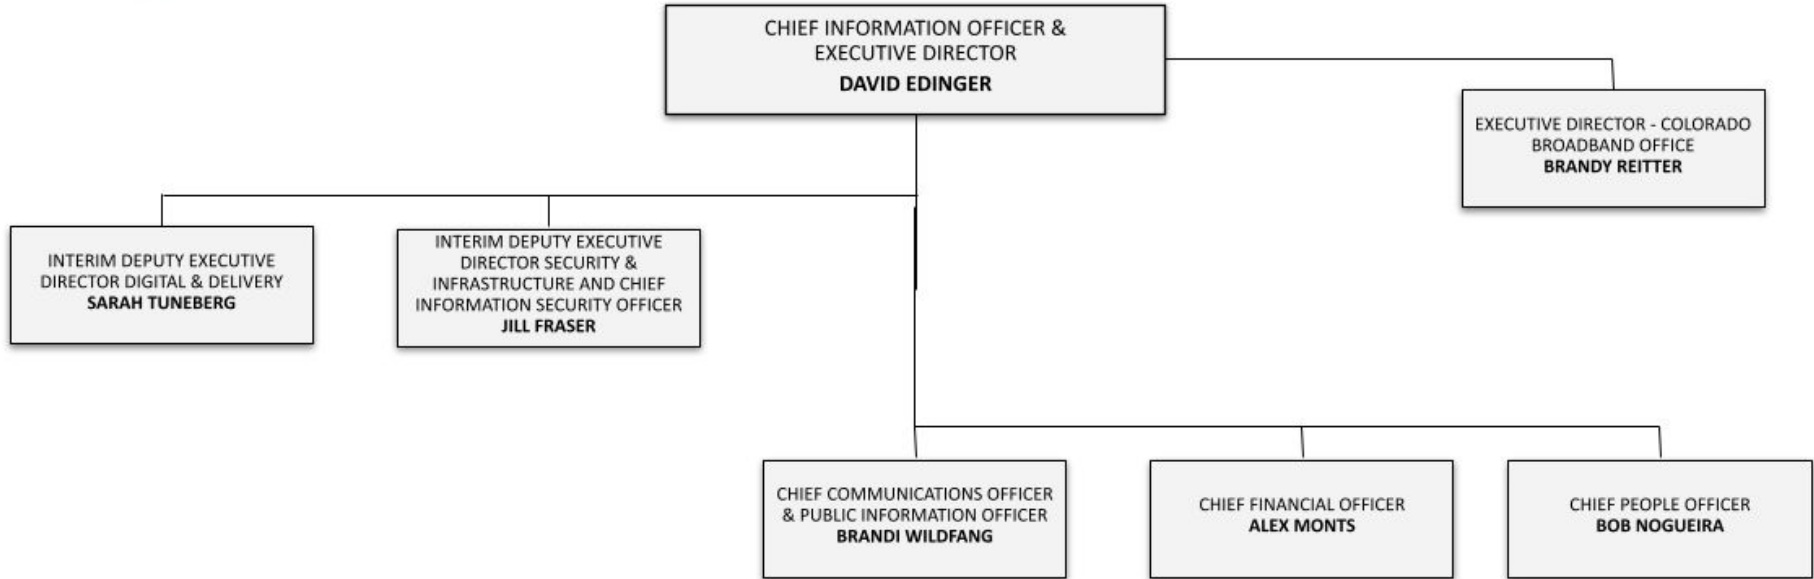 CHIEF INFORMATION OFFICER &
EXECUTIVE DIRECTOR
DAVID EDINGER
EXECUTIVE DIRECTOR - COLORADO
BROADBAND OFFICE
BRANDY REITTER
INTERIM DEPUTY EXECUTIVE
DIRECTOR DIGITAL & DELIVERY
SARAH TUNEBERG
INTERIM DEPUTY EXECUTIVE
DIRECTOR SECURITY &
INFRASTRUCTURE AND CHIEF
INFORMATION SECURITY OFFICER
JILL FRASER
CHIEF COMMUNICATIONS OFFICER
& PUBLIC INFORMATION OFFICER
BRANDI WILDFANG
CHIEF FINANCIAL OFFICER
ALEX MONTS
CHIEF PEOPLE OFFICER
BOB NOGUEIRA